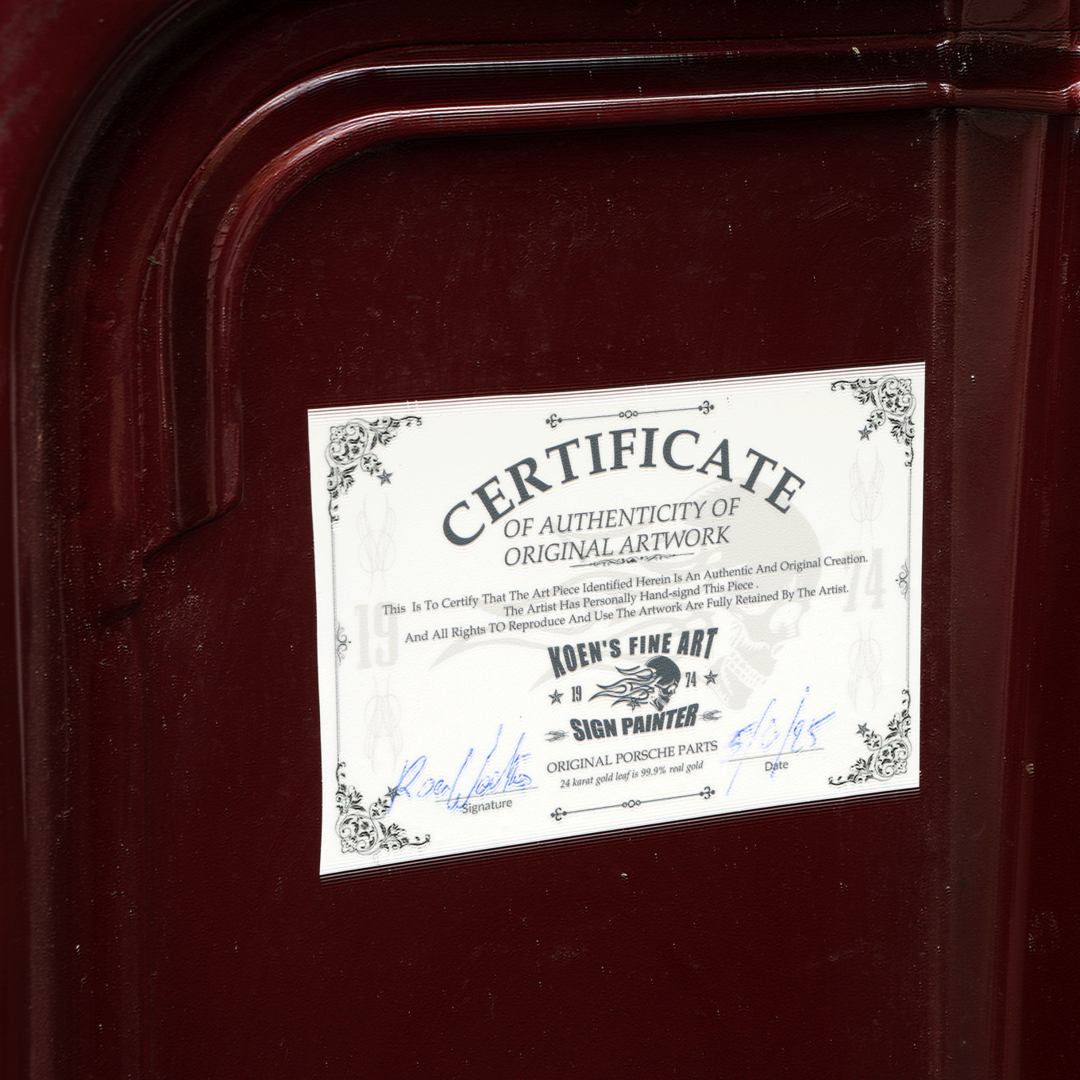 CERTIFICATE
OF AUTHENTICITY OF
ORIGINAL ARTWORK
This Is To Certify That The Art Piece Identified Herein Is An Authentic And Original Creation.
The Artist Has Personally Hand-signd This Piece .
And All Rights TO Reproduce And Use The Artwork Are Fully Retained By The Artist.
19 74
KOEN'S FINE ART
19 74
SIGN PAINTER
ORIGINAL PORSCHE PARTS
24 karat gold leaf is 99.9% real gold
Signature
Date